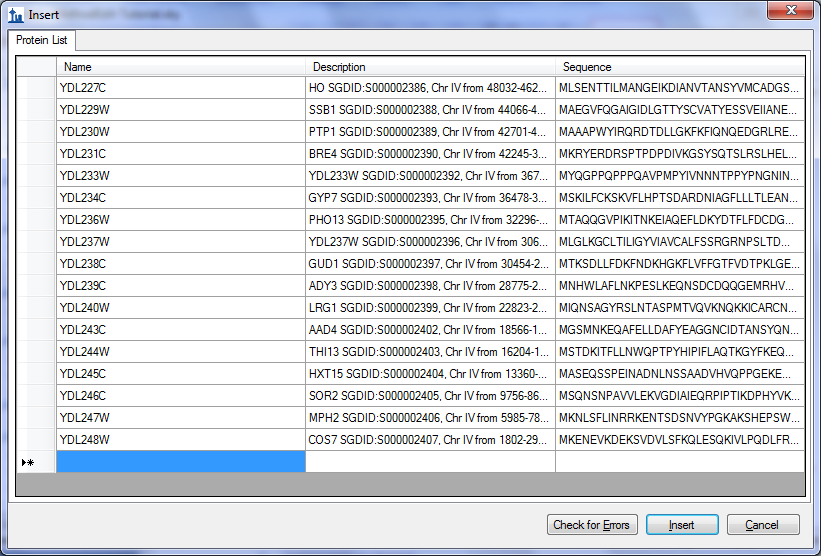 Insert
Protein List
Name Description Sequence
YDL227C HO SGDID:S000002386, Chr IV from 48032-462... MLSENTTILMANGEIKDIANVTANSYVMCADGS...
YDL229W SSB1 SGDID:S000002388, Chr IV from 44066-4... MAEGVFQGAIGIDLGTTYSCVATYESSVEIIANE...
YDL230W PTP1 SGDID:S000002389, Chr IV from 42701-4... MAAAPWYIRQRDTDLLGKFKFIQNQEDGRLRE...
YDL231C BRE4 SGDID:S000002390, Chr IV from 42245-3... MKRYERDRSPTPDPDIVKGSYSQTSLRSLHEL...
YDL233W YDL233W SGDID:S000002392, Chr IV from 367... MYQGPPQPPPQAVPMPYIVNNNTPPYPNGNIN...
YDL234C GYP7 SGDID:S000002393, Chr IV from 36478-3... MSKILFCKSKVFLHPTSDARDNIAGFLLLTLEAN...
YDL236W PHO13 SGDID:S000002395, Chr IV from 32296-... MTAQQGVPIKITNKEIAQEFLDKYDTFLFDCDG...
YDL237W YDL237W SGDID:S000002396, Chr IV from 306... MLGLKGCLTILIGYVIAVCALFSSRGRNPSLTD...
YDL238C GUD1 SGDID:S000002397, Chr IV from 30454-2... MTKSDLLFDKFNDKHGKFLVFFGTFVDTPKLGE...
YDL239C ADY3 SGDID:S000002398, Chr IV from 28775-2... MNHWLAFLNKPESLKEQNSDCDQQGEMRHV...
YDL240W LRG1 SGDID:S000002399, Chr IV from 22823-2... MIQNSAGYRSLNTASPMTVQVKNQKKICARCN...
YDL243C AAD4 SGDID:S000002402, Chr IV from 18566-1... MGSMNKEQAFELLDAFYEAGGNCIDTANSYQN...
YDL244W THI13 SGDID:S000002403, Chr IV from 16204-1... MSTDKITFLLNWQPTPYHIPIFLAQTKGYFKEQ...
YDL245C HXT15 SGDID:S000002404, Chr IV from 13360-... MASEQSSPEINADNLNSSAADVHVQPPGEKE...
YDL246C SOR2 SGDID:S000002405, Chr IV from 9756-86... MSQNSNPAVVLEKVGDIAIEQRPIPTIKDPHYVK...
YDL247W MPH2 SGDID:S000002406, Chr IV from 5985-78... MKNLSFLINRRKENTSDSNVYPGKAKSHEPSW...
YDL248W COS7 SGDID:S000002407, Chr IV from 1802-29... MKENEVKDEKSVDVLSFKQLESQKIVLPQDLFR...
Check for Errors Insert Cancel